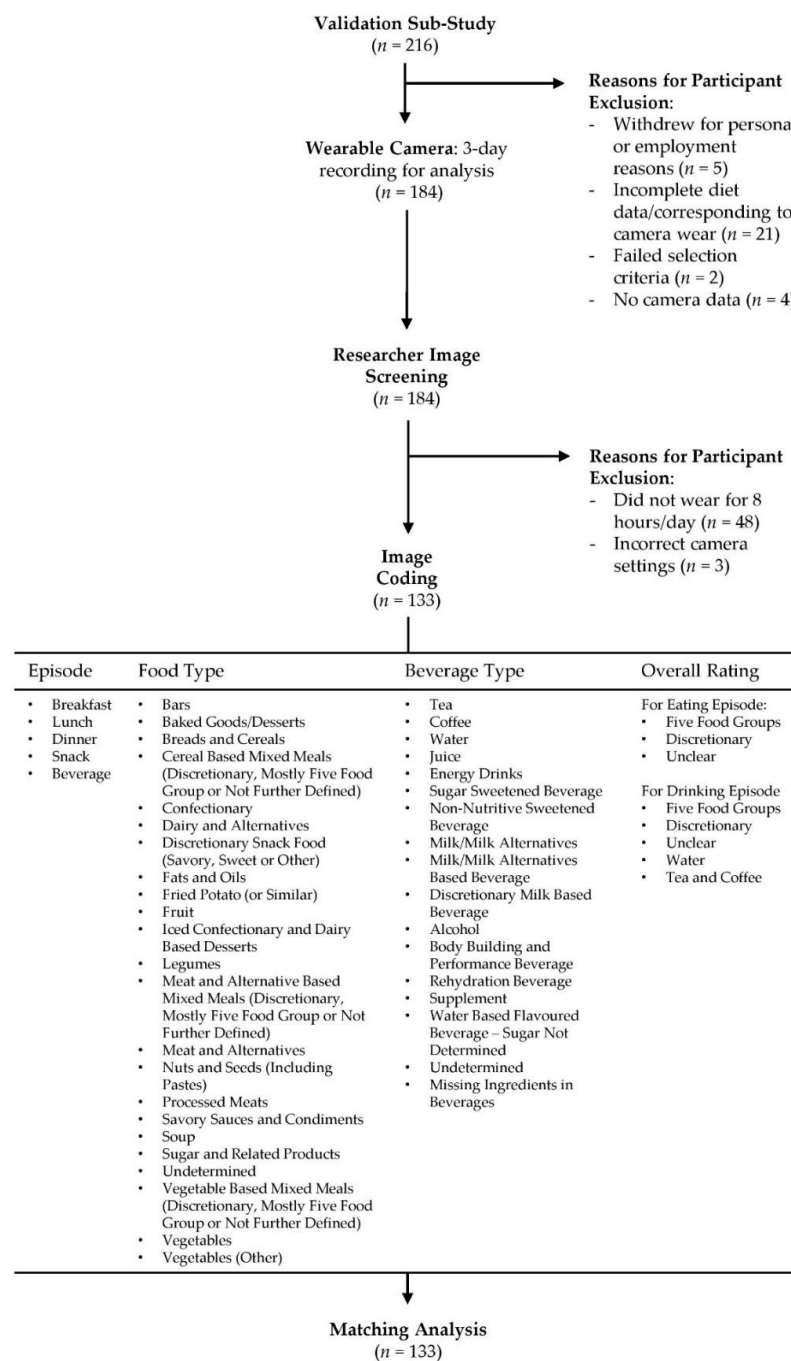 Validation Sub-Study
(n = 216)
Reasons for Participant
Exclusion:
- Withdrew for persona
or employment
reasons (n = 5)
- Incomplete diet
data/corresponding to
camera wear (n = 21)
- Failed selection
criteria (n = 2)
- No camera data (n = 4)
Wearable Camera: 3-day
recording for analysis
(n = 184)
Researcher Image
Screening
(n = 184)
Reasons for Participant
Exclusion:
- Did not wear for 8
hours/day (n = 48)
- Incorrect camera
settings (n = 3)
Image
Coding
(n = 133)
Episode
• Breakfast
• Lunch
• Dinner
• Snack
• Beverage
Food Type
• Bars
• Baked Goods/Desserts
• Breads and Cereals
• Cereal Based Mixed Meals
(Discretionary, Mostly Five Food
Group or Not Further Defined)
• Confectionary
• Dairy and Alternatives
• Discretionary Snack Food
(Savory, Sweet or Other)
• Fats and Oils
• Fried Potato (or Similar)
• Fruit
• Iced Confectionary and Dairy
Based Desserts
• Legumes
• Meat and Alternative Based
Mixed Meals (Discretionary,
Mostly Five Food Group or Not
Further Defined)
• Meat and Alternatives
• Nuts and Seeds (Including
Pastes)
• Processed Meats
• Savory Sauces and Condiments
• Soup
• Sugar and Related Products
• Undetermined
• Vegetable Based Mixed Meals
(Discretionary, Mostly Five Food
Group or Not Further Defined)
• Vegetables
• Vegetables (Other)
Beverage Type
• Tea
• Coffee
• Water
• Juice
• Energy Drinks
• Sugar Sweetened Beverage
• Non-Nutritive Sweetened
Beverage
• Milk/Milk Alternatives
• Milk/Milk Alternatives
Based Beverage
• Discretionary Milk Based
Beverage
• Alcohol
• Body Building and
Performance Beverage
• Rehydration Beverage
• Supplement
• Water Based Flavoured
Beverage – Sugar Not
Determined
• Undetermined
• Missing Ingredients in
Beverages
Overall Rating
For Eating Episode:
• Five Food Groups
• Discretionary
• Unclear
For Drinking Episode
• Five Food Groups
• Discretionary
• Unclear
• Water
• Tea and Coffee
Matching Analysis
(n = 133)